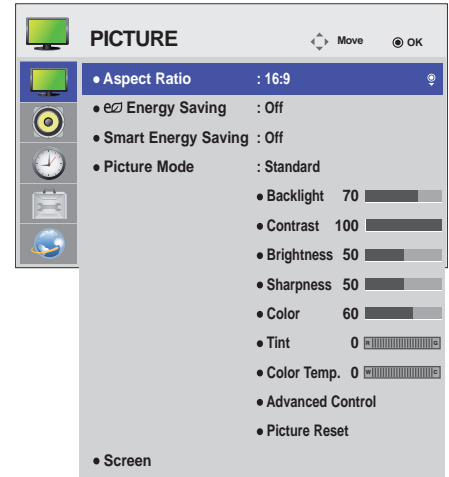 PICTURE Move OK
● Aspect Ratio : 16:9
● e Energy Saving : Off
● Smart Energy Saving : Off
● Picture Mode : Standard
● Backlight 70
● Contrast 100
● Brightness 50
● Sharpness 50
● Color 60
● Tint 0 R G
● Color Temp. 0 W C
● Advanced Control
● Picture Reset
● Screen